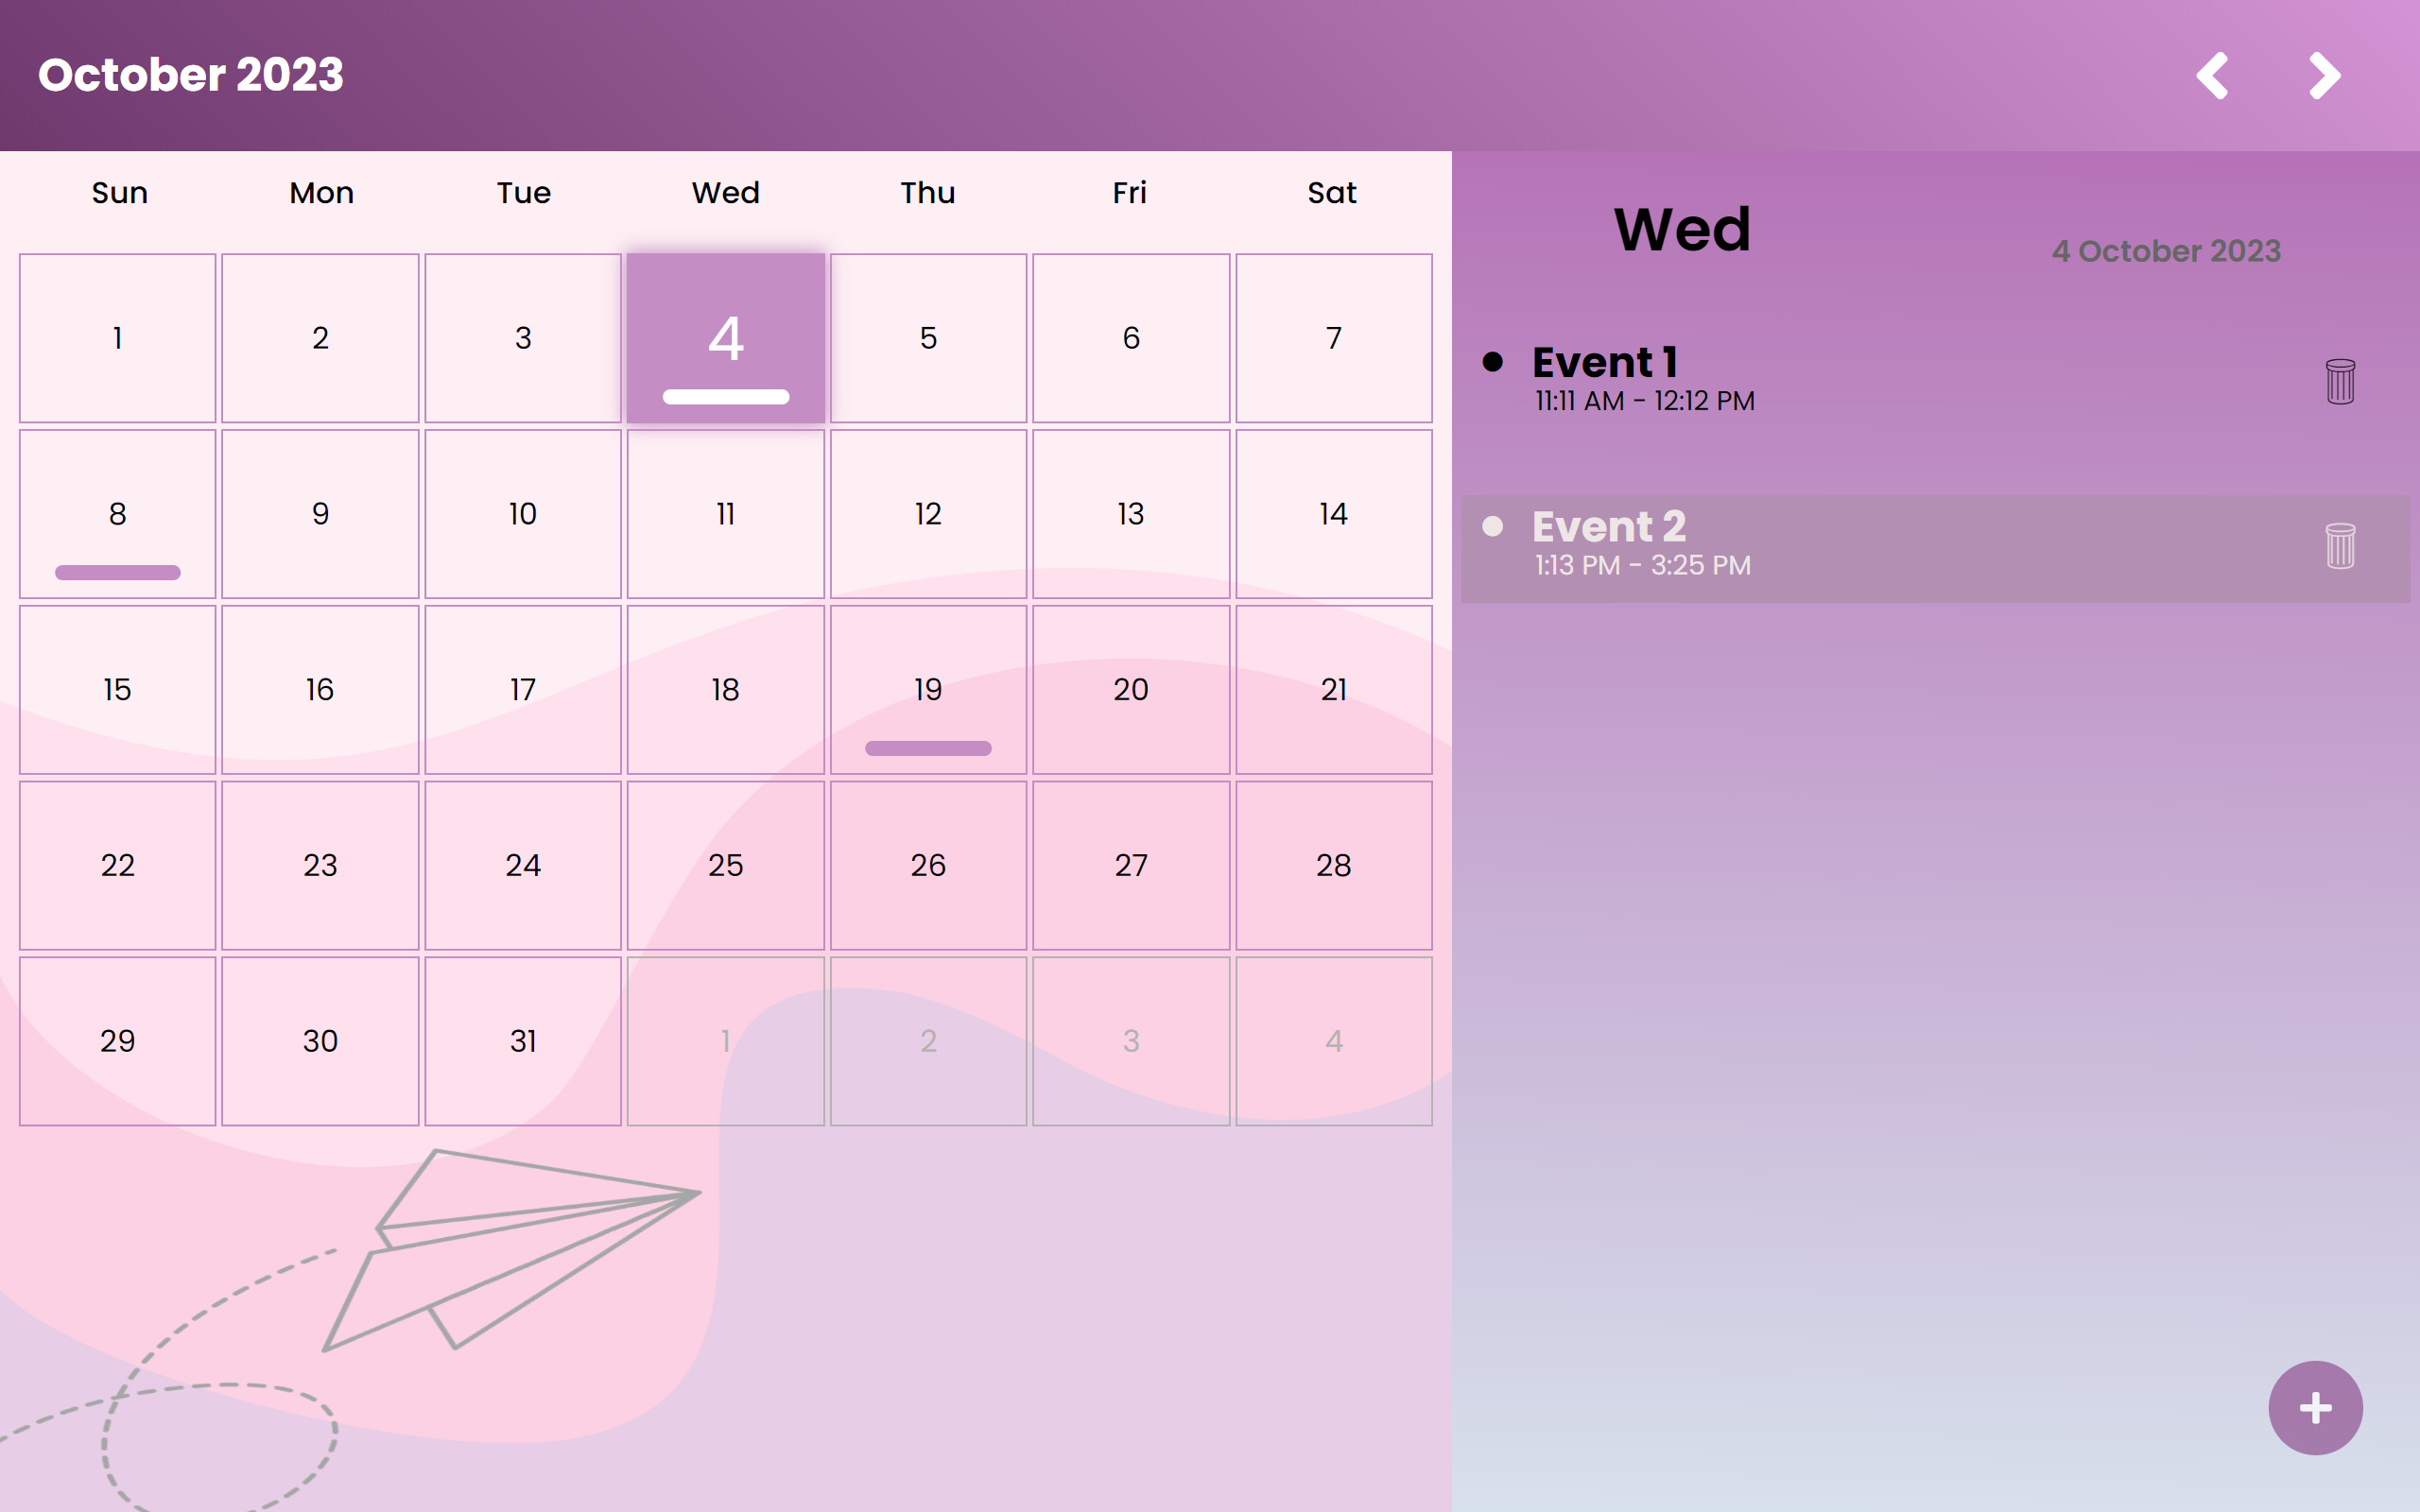 October 2023
Sun Mon Tue Wed Thu Fri Sat
1 2 3 4 5 6 7
8 9 10 11 12 13 14
15 16 17 18 19 20 21
22 23 24 25 26 27 28
29 30 31 1 2 3 4
Wed
4 October 2023
Event 1
11:11 AM - 12:12 PM
Event 2
1:13 PM - 3:25 PM